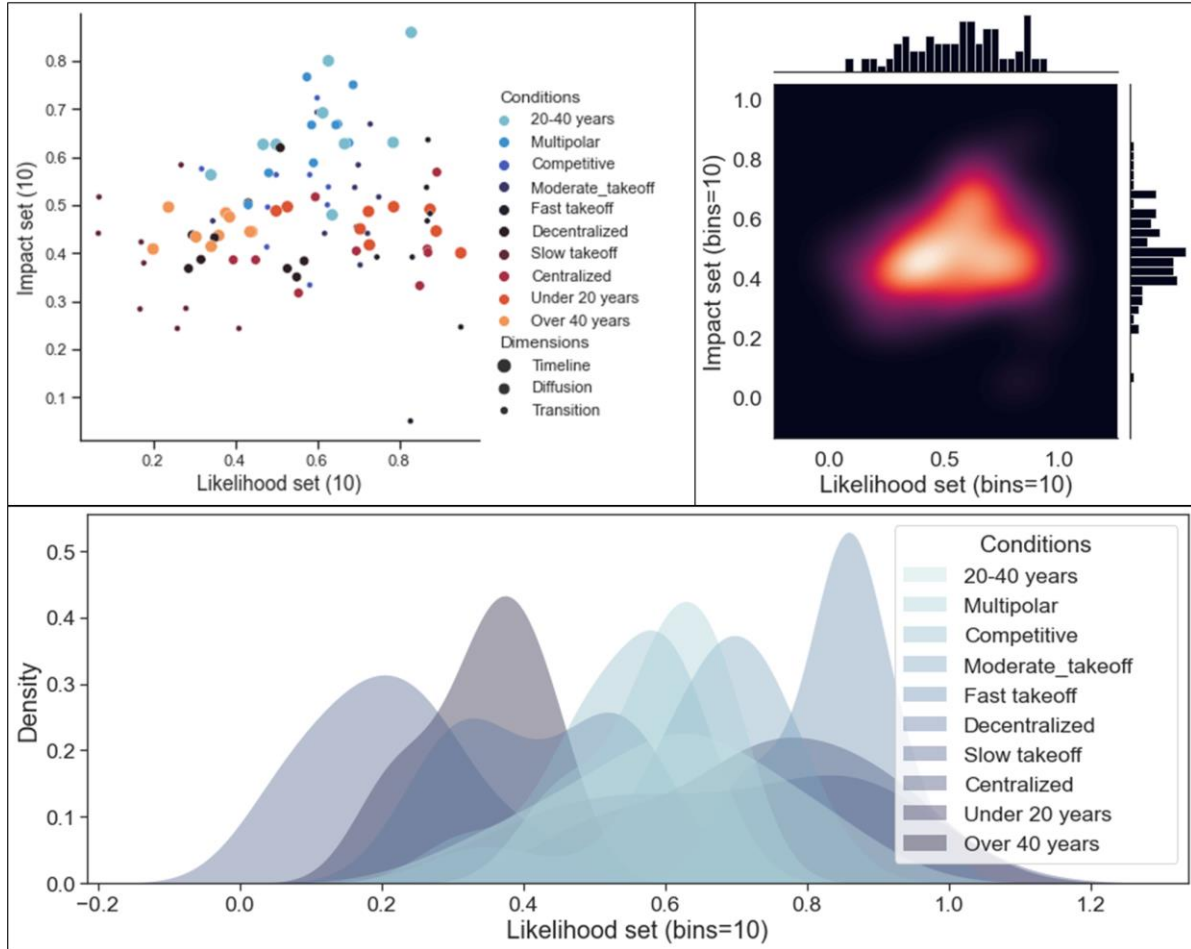 Impact set (10)
0.8
0.7
0.6
0.5
0.4
0.3
0.2
0.1
0.2
0.4
0.6
0.8
Likelihood set (10)
Conditions
20-40 years
Multipolar
Competitive
Moderate_takeoff
Fast takeoff
Decentralized
Slow takeoff
Centralized
Under 20 years
Over 40 years
Dimensions
Timeline
Diffusion
Transition
Impact set (bins=10)
1.0
0.8
0.6
0.4
0.2
0.0
0.0
0.5
1.0
Likelihood set (bins=10)
Density
0.5
0.4
0.3
0.2
0.1
0.0
−0.2
0.0
0.2
0.4
0.6
0.8
1.0
1.2
Likelihood set (bins=10)
Conditions
20-40 years
Multipolar
Competitive
Moderate_takeoff
Fast takeoff
Decentralized
Slow takeoff
Centralized
Under 20 years
Over 40 years